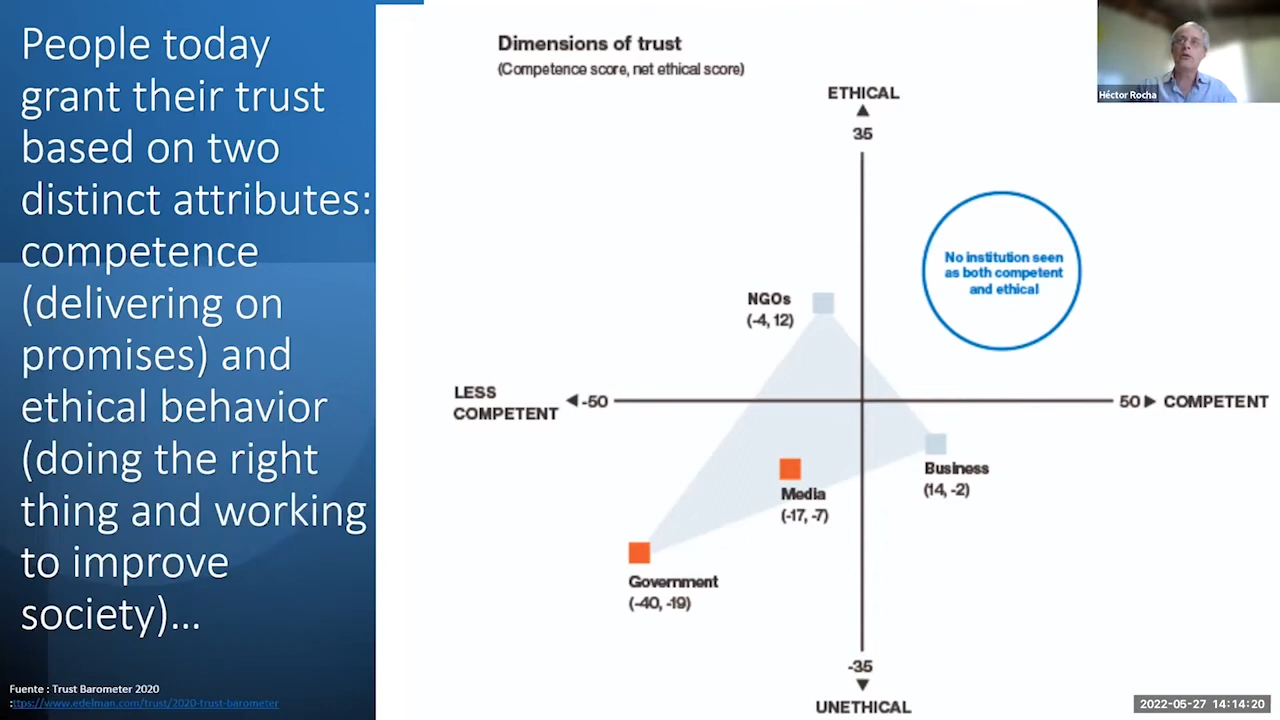 People today
grant their trust
based on two
distinct attributes:
competence
(delivering on
promises) and
ethical behavior
(doing the right
thing and working
to improve
society)…
Fuente : Trust Barometer 2020
:ttps://www.edelman.com/trust/2020-trust-barometer
Dimensions of trust
(Competence score, net ethical score)
ETHICAL
35
No institution seen
as both competent
and ethical
NGOs
(-4, 12)
LESS
COMPETENT
-50
50
COMPETENT
Business
(14, -2)
Media
(-17, -7)
Government
(-40, -19)
-35
UNETHICAL
Héctor Rocha
2022-05-27 14:14:20